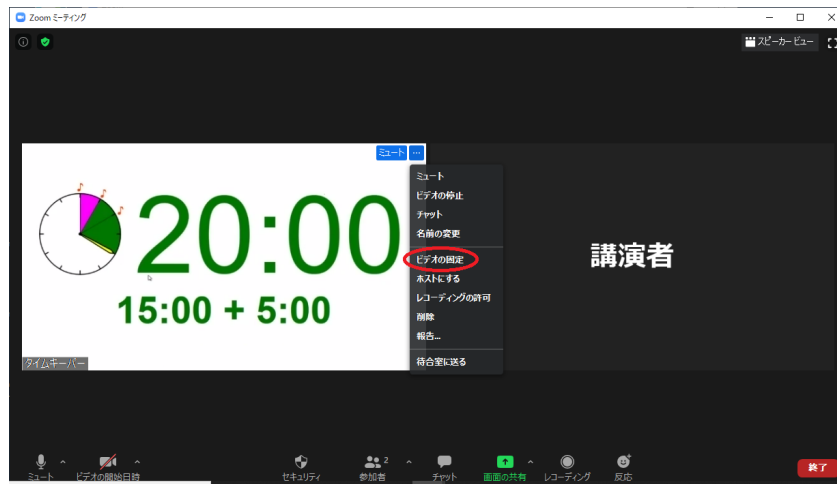 Zoom ミーティング
スピーカー ビュー
ミュート
ミュート
ビデオの停止
チャット
名前の変更
ビデオの固定
ホストにする
レコーディングの許可
削除
報告...
待合室に送る
20:00
15:00 + 5:00
タイムキーパー
講演者
ミュート
ビデオの開始日時
セキュリティ
参加者
2
チャット
画面の共有
レコーディング
反応
終了